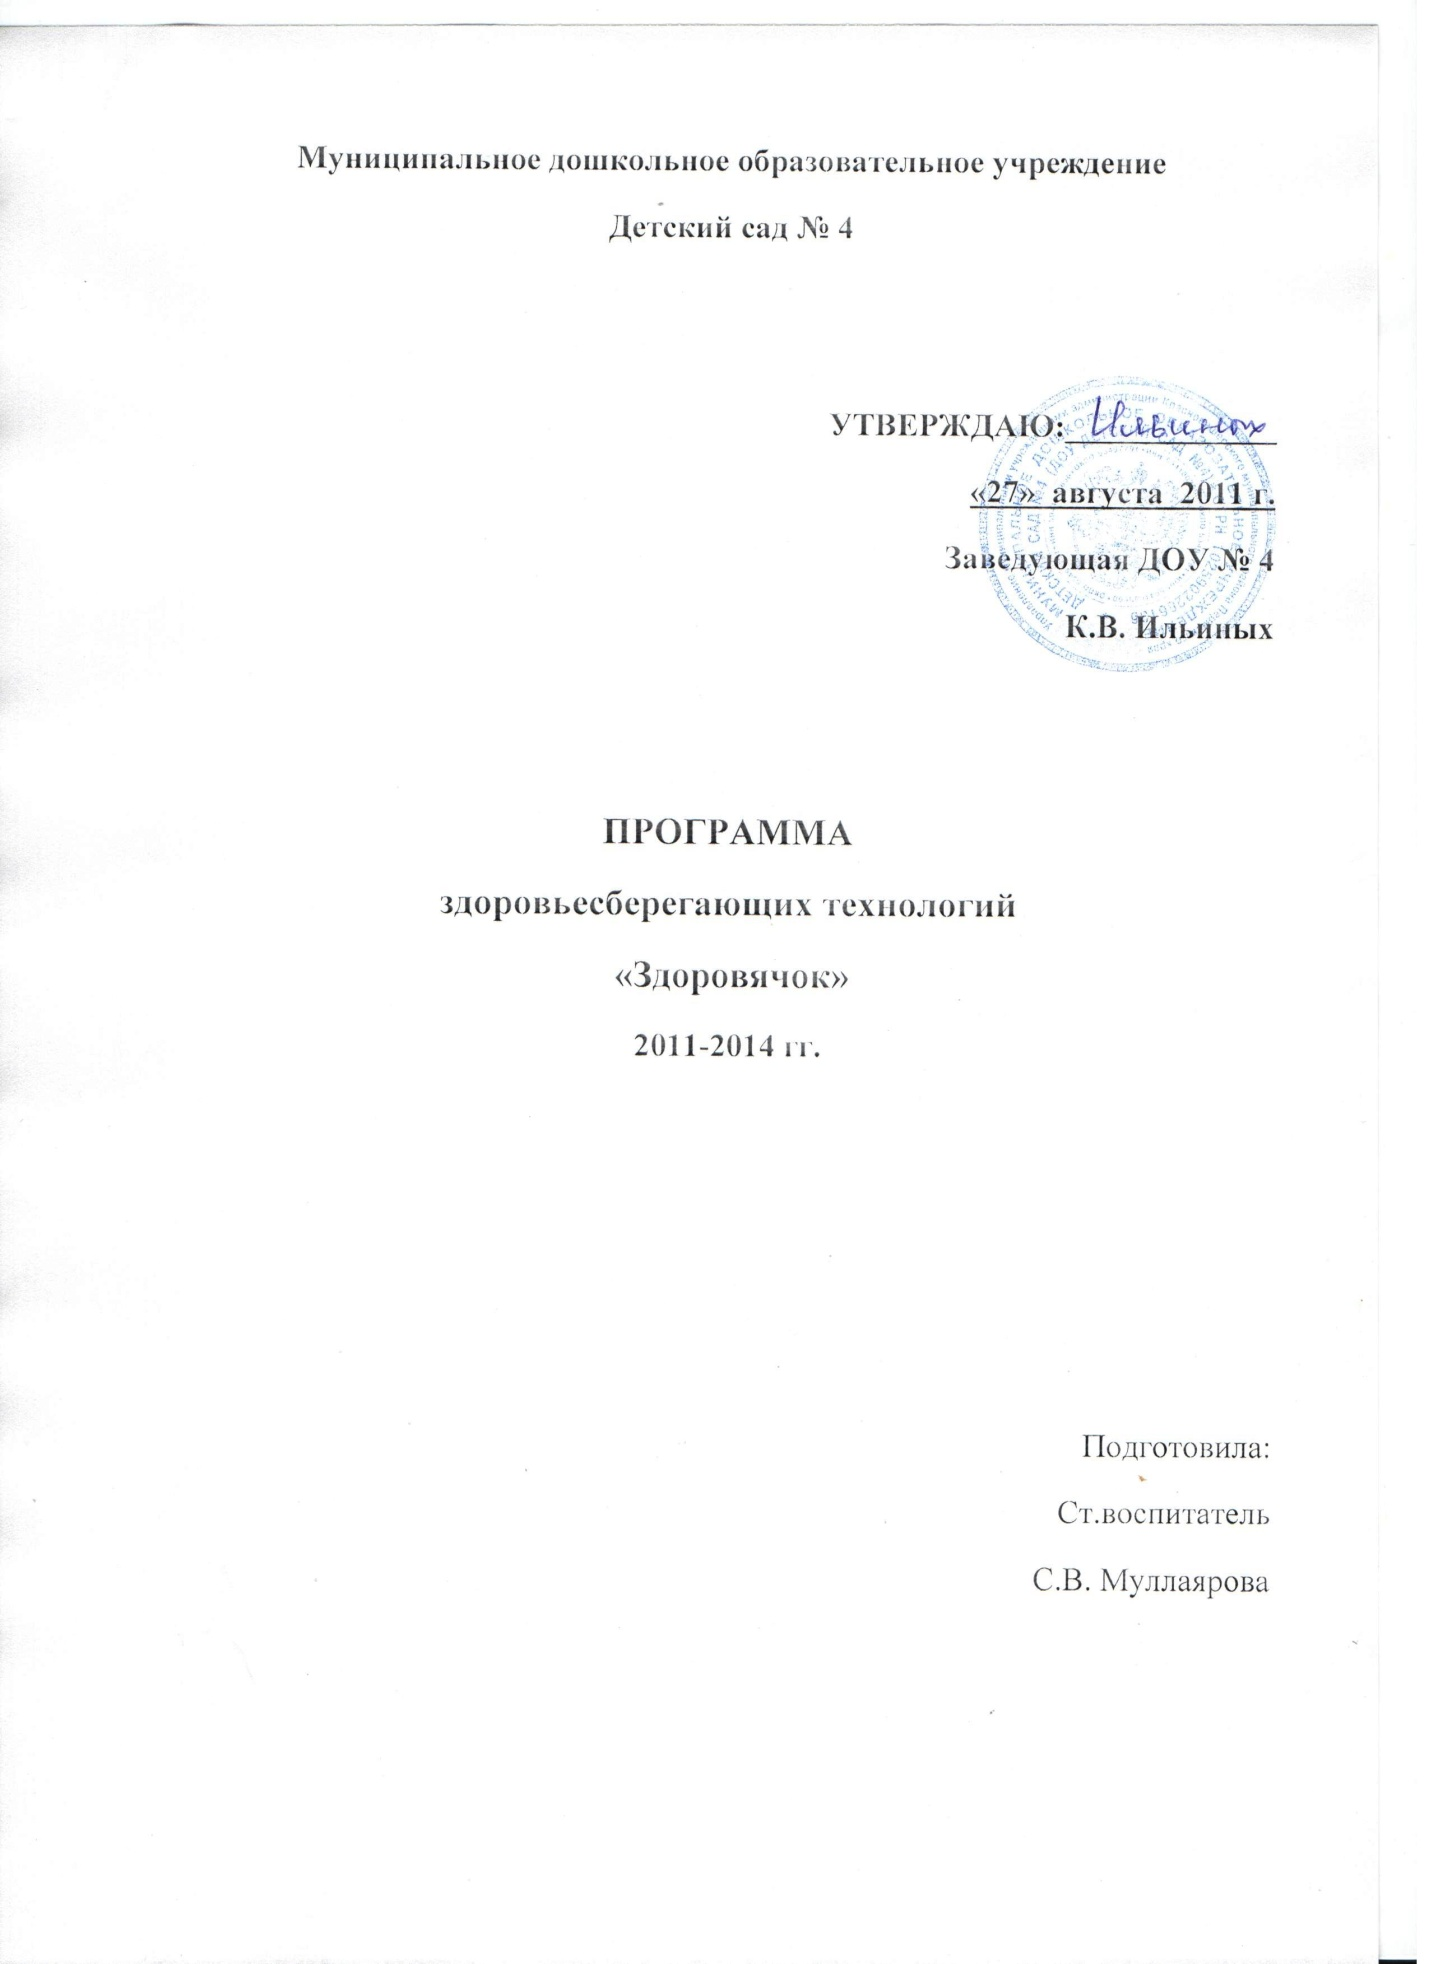 Муниципальное дошкольное образовательное учреждение
Детский сад № 4
УТВЕРЖДАЮ: Ильиных
«27» августа 2011 г.
Заведующая ДОУ № 4
К.В. Ильиных
ПРОГРАММА
здоровьесберегающих технологий
«Здоровячок»
2011-2014 гг.
Подготовила:
Ст.воспитатель
С.В. Муллаярова